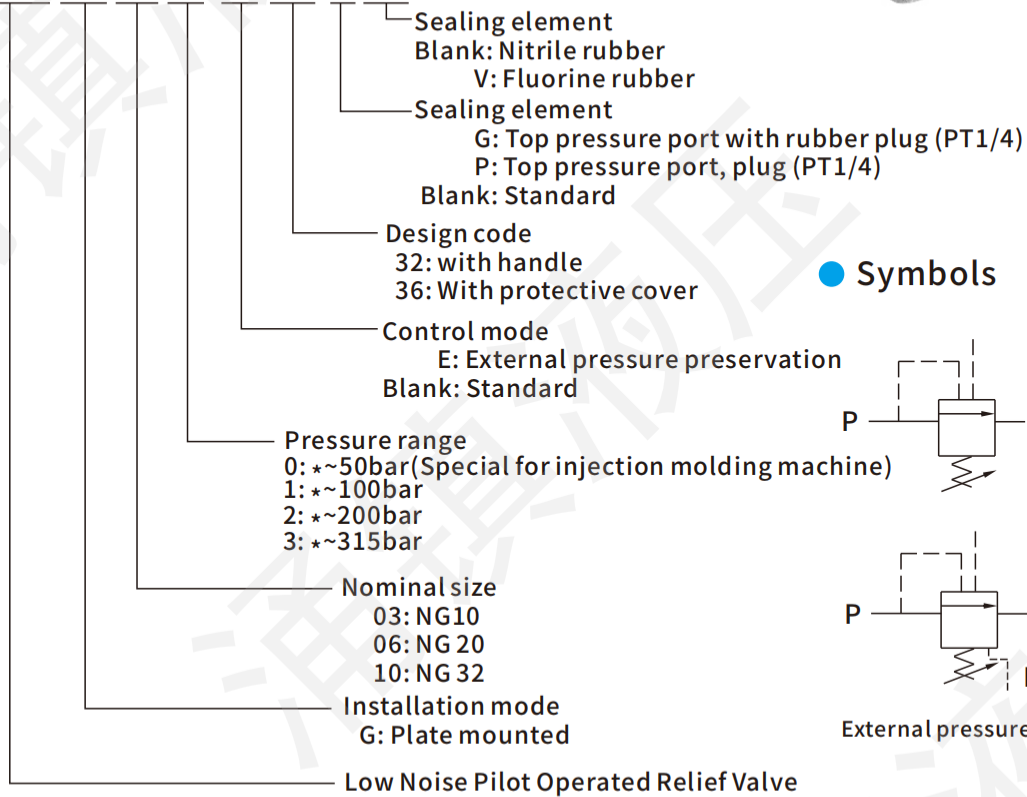 Sealing element
Blank: Nitrile rubber
V: Fluorine rubber
Sealing element
G: Top pressure port with rubber plug (PT1/4)
P: Top pressure port, plug (PT1/4)
Blank: Standard
Design code
32: with handle
36: With protective cover
Symbols
Control mode
E: External pressure preservation
Blank: Standard
P
Pressure range
0: *~50bar(Special for injection molding machine)
1: *~100bar
2: *~200bar
3: *~315bar
Nominal size
03: NG10
06: NG 20
10: NG 32
P
Installation mode
G: Plate mounted
External pressure
Low Noise Pilot Operated Relief Valve
涌镇液压